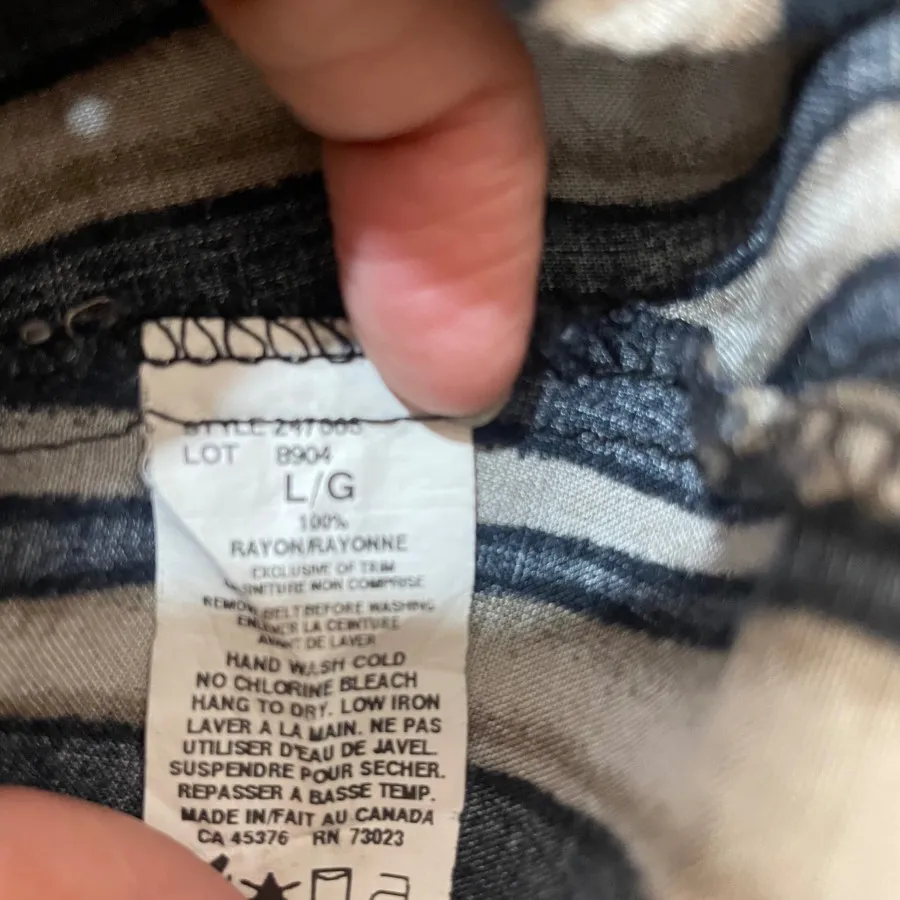 STYLE 247006
LOT 8904
L/G
100%
RAYON/RAYONNE
EXCLUSIVE OF TRIM
NON COMPRISE
REMOVE BELT BEFORE WASHING
ENLEVER LA CEINTURE
AVANT DE LAVER
HAND WASH COLD
NO CHLORINE BLEACH
HANG TO DRY. LOW IRON
LAVER A LA MAIN. NE PAS
UTILISER D'EAU DE JAVEL
SUSPENDRE POUR SECHER.
REPASSER A BASSE TEMP.
MADE IN/FAIT AU CANADA
CA 45376 RN 73023